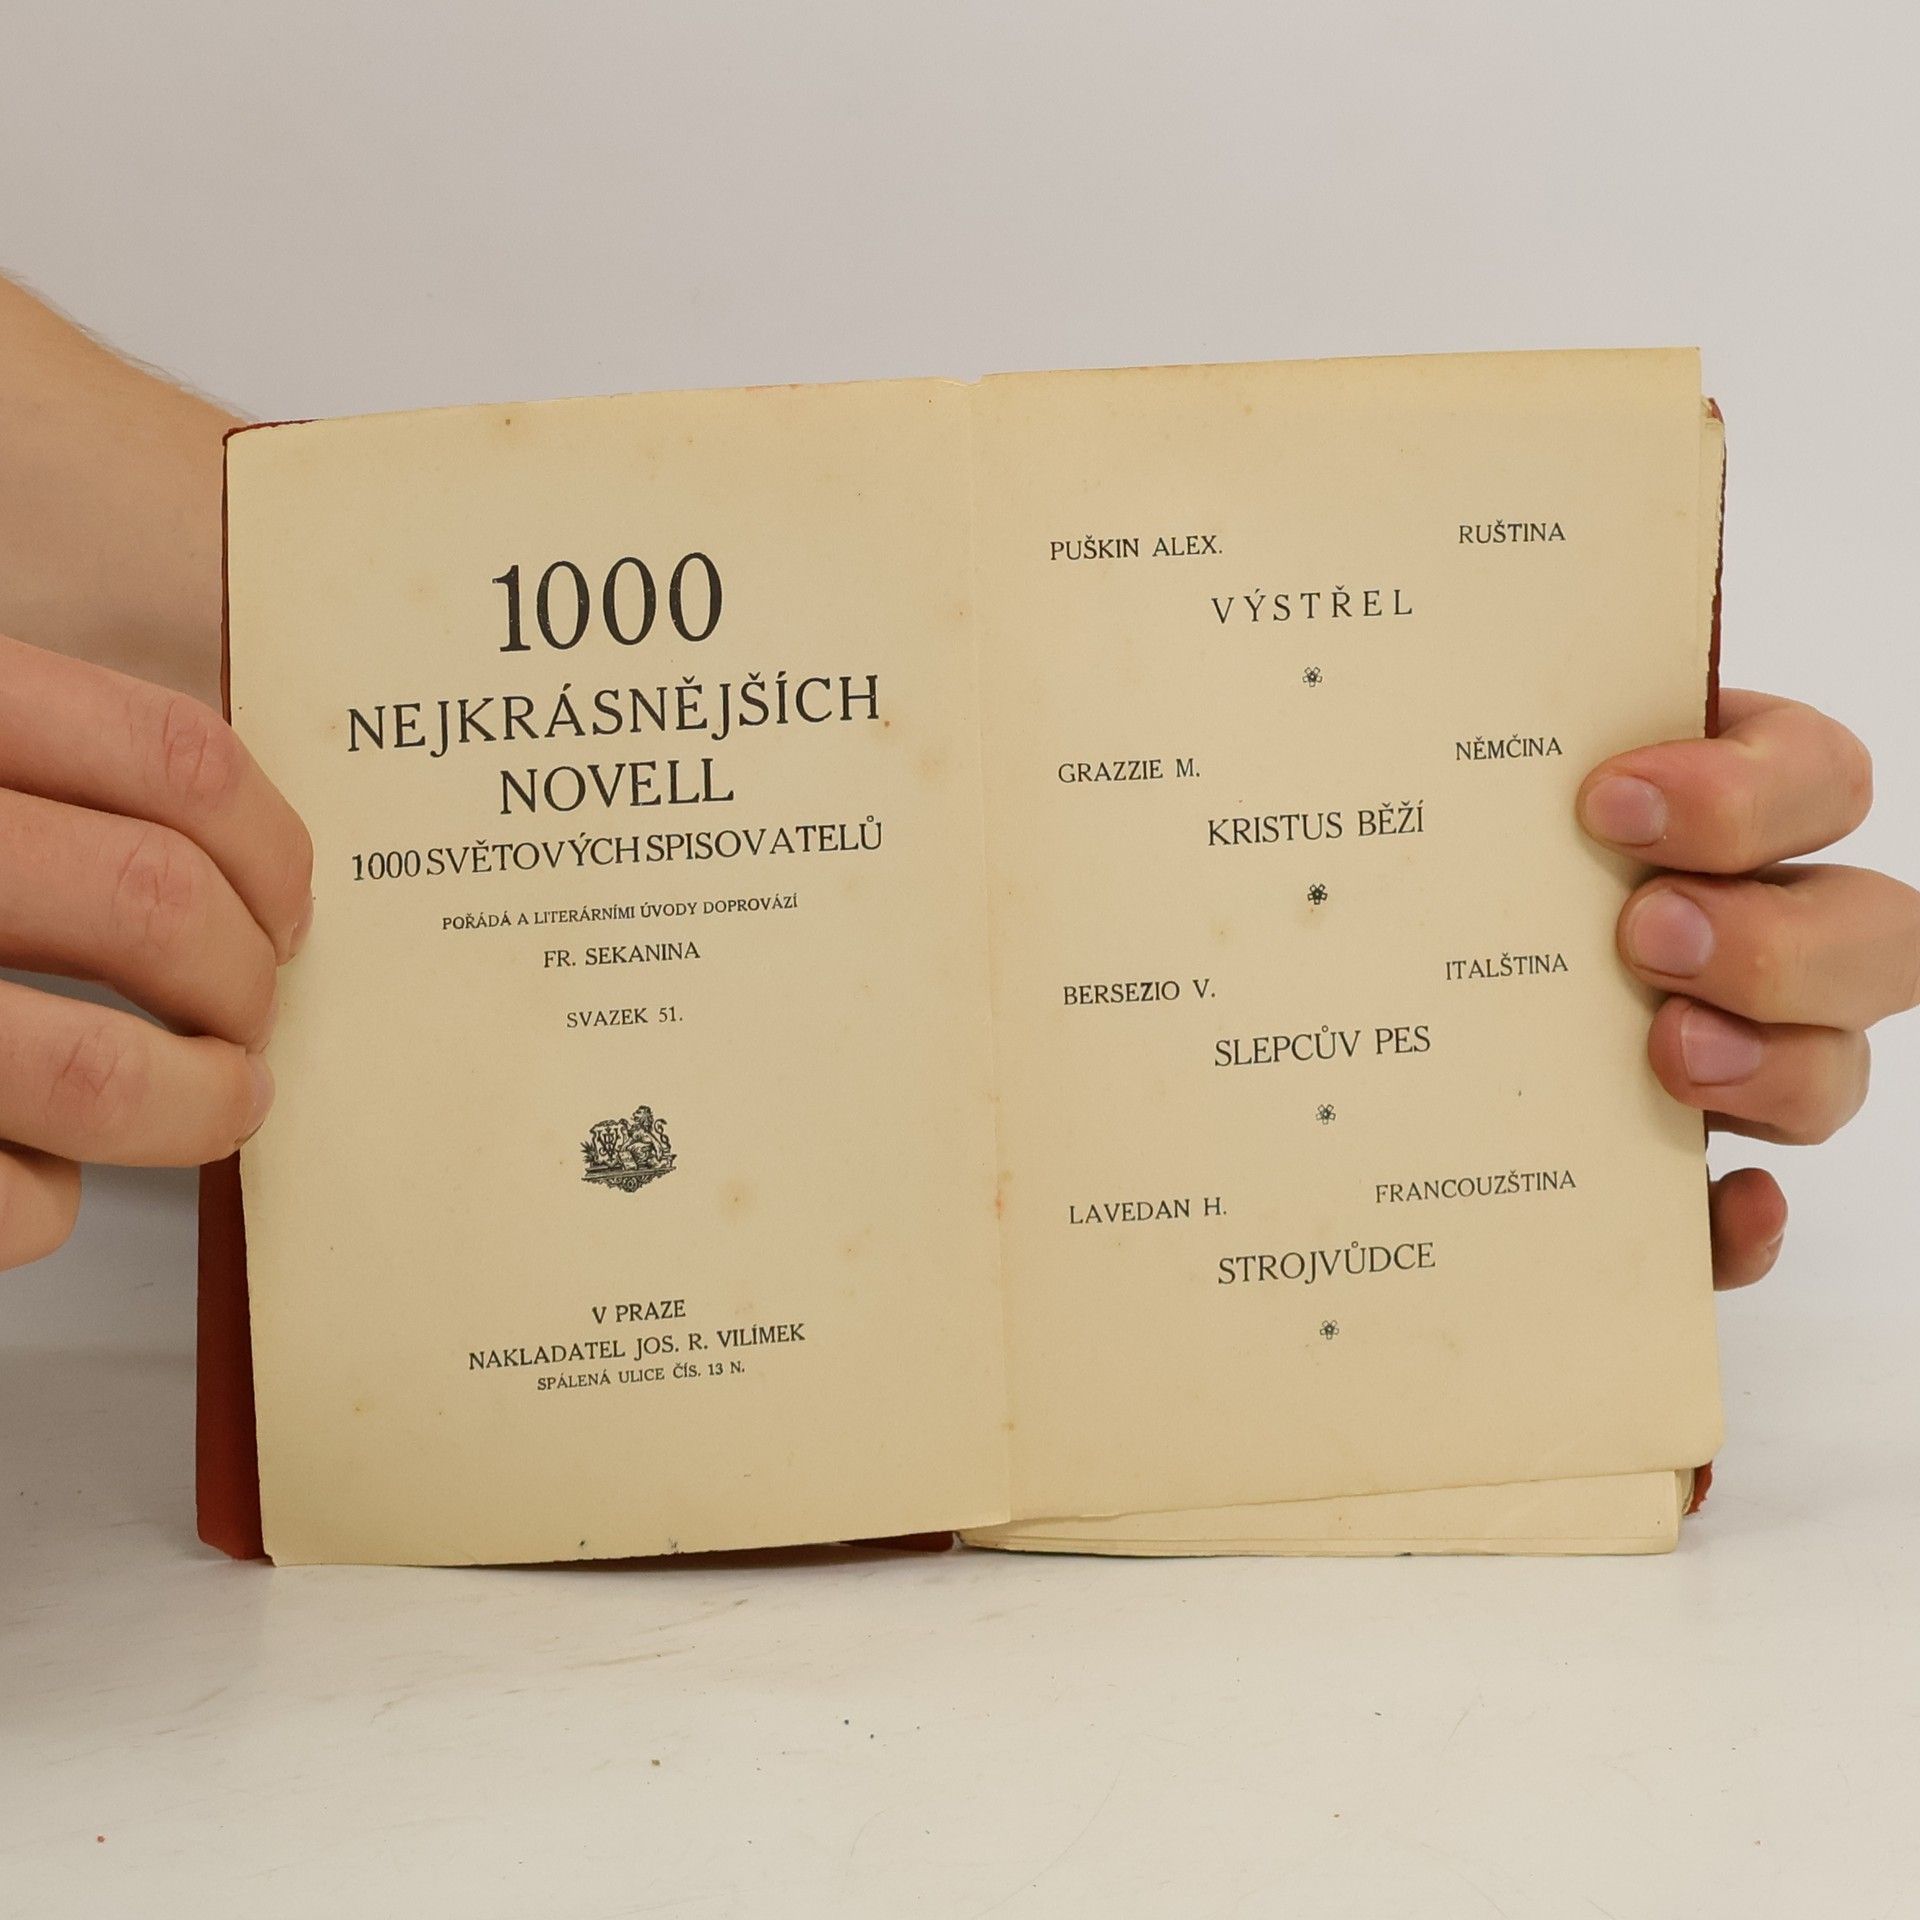 1000
NEJKRÁSNĚJŠÍCH
NOVELL
1000 SVĚTOVÝCH SPISOVATELŮ
POŘÁDÁ A LITERÁRNÍMI ÚVODY DOPROVÁZÍ
FR. SEKANINA
SVAZEK 51.
V PRAZE
NAKLADATEL JOS. R. VILÍMEK
SPÁLENÁ ULICE ČÍS. 13 N.
PUŠKIN ALEX. RUŠTINA
VÝSTŘEL
GRAZZIE M. NĚMČINA
KRISTUS BĚŽÍ
BERSEZIO V. ITALŠTINA
SLEPCŮV PES
LAVEDAN H. FRANCOUZŠTINA
STROJVŮDCE